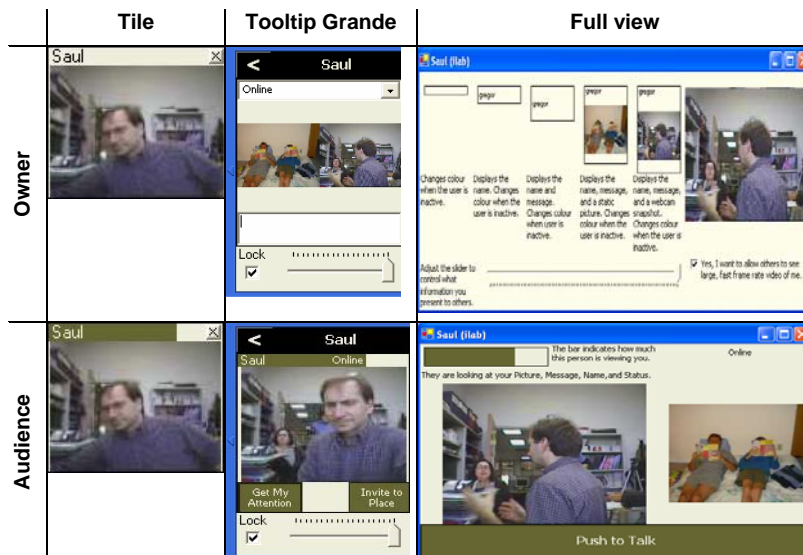 Tile
Tooltip Grande
Full view
Owner
Saul
<
Saul
Online
Lock
Saul (ilab)
gregor
gregor
gregor
gregor
Changes colour
when the user is
inactive.
Displays the
name. Changes
colour when the
user is inactive.
Displays the
name and
message.
Changes colour
when user is
inactive.
Displays the
name, message,
and a static
picture. Changes
colour when the
user is inactive.
Displays the
name, message,
and a webcam
snapshot.
Changes colour
when the user is
inactive.
Adjust the slider to
control what
information you
present to others.
Yes, I want to allow others to see
large, fast frame rate video of me.
Audience
Saul
<
Saul
Saul
Online
Get My
Attention
Invite to
Place
Lock
Saul (ilab)
The bar indicates how much
this person is viewing you.
Online
They are looking at your Picture, Message, Name,and Status.
Push to Talk